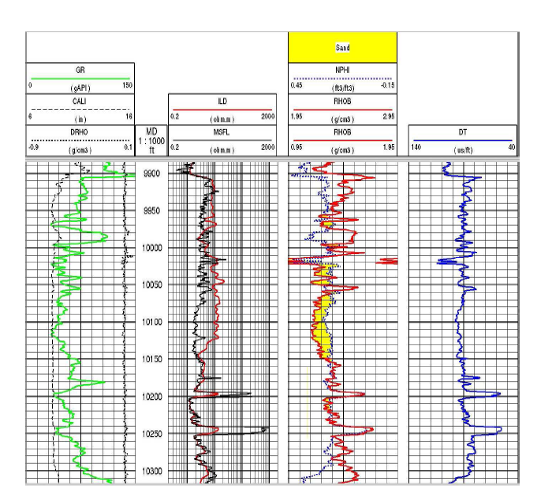 Sand
GR
0 (gAPI) 150
CALI
6 (in) 16
DRHO
-0.9 (g/cm3) 0.1
MD
1 : 1000
ft
ILD
0.2 (ohm.m) 2000
MSFL
0.2 (ohm.m) 2000
NPHI
0.45 (ft3/ft3) -0.15
RHOB
1.95 (g/cm3) 2.95
RHOB
0.95 (g/cm3) 1.95
DT
140 (us/ft) 40
9900
9950
10000
10050
10100
10150
10200
10250
10300